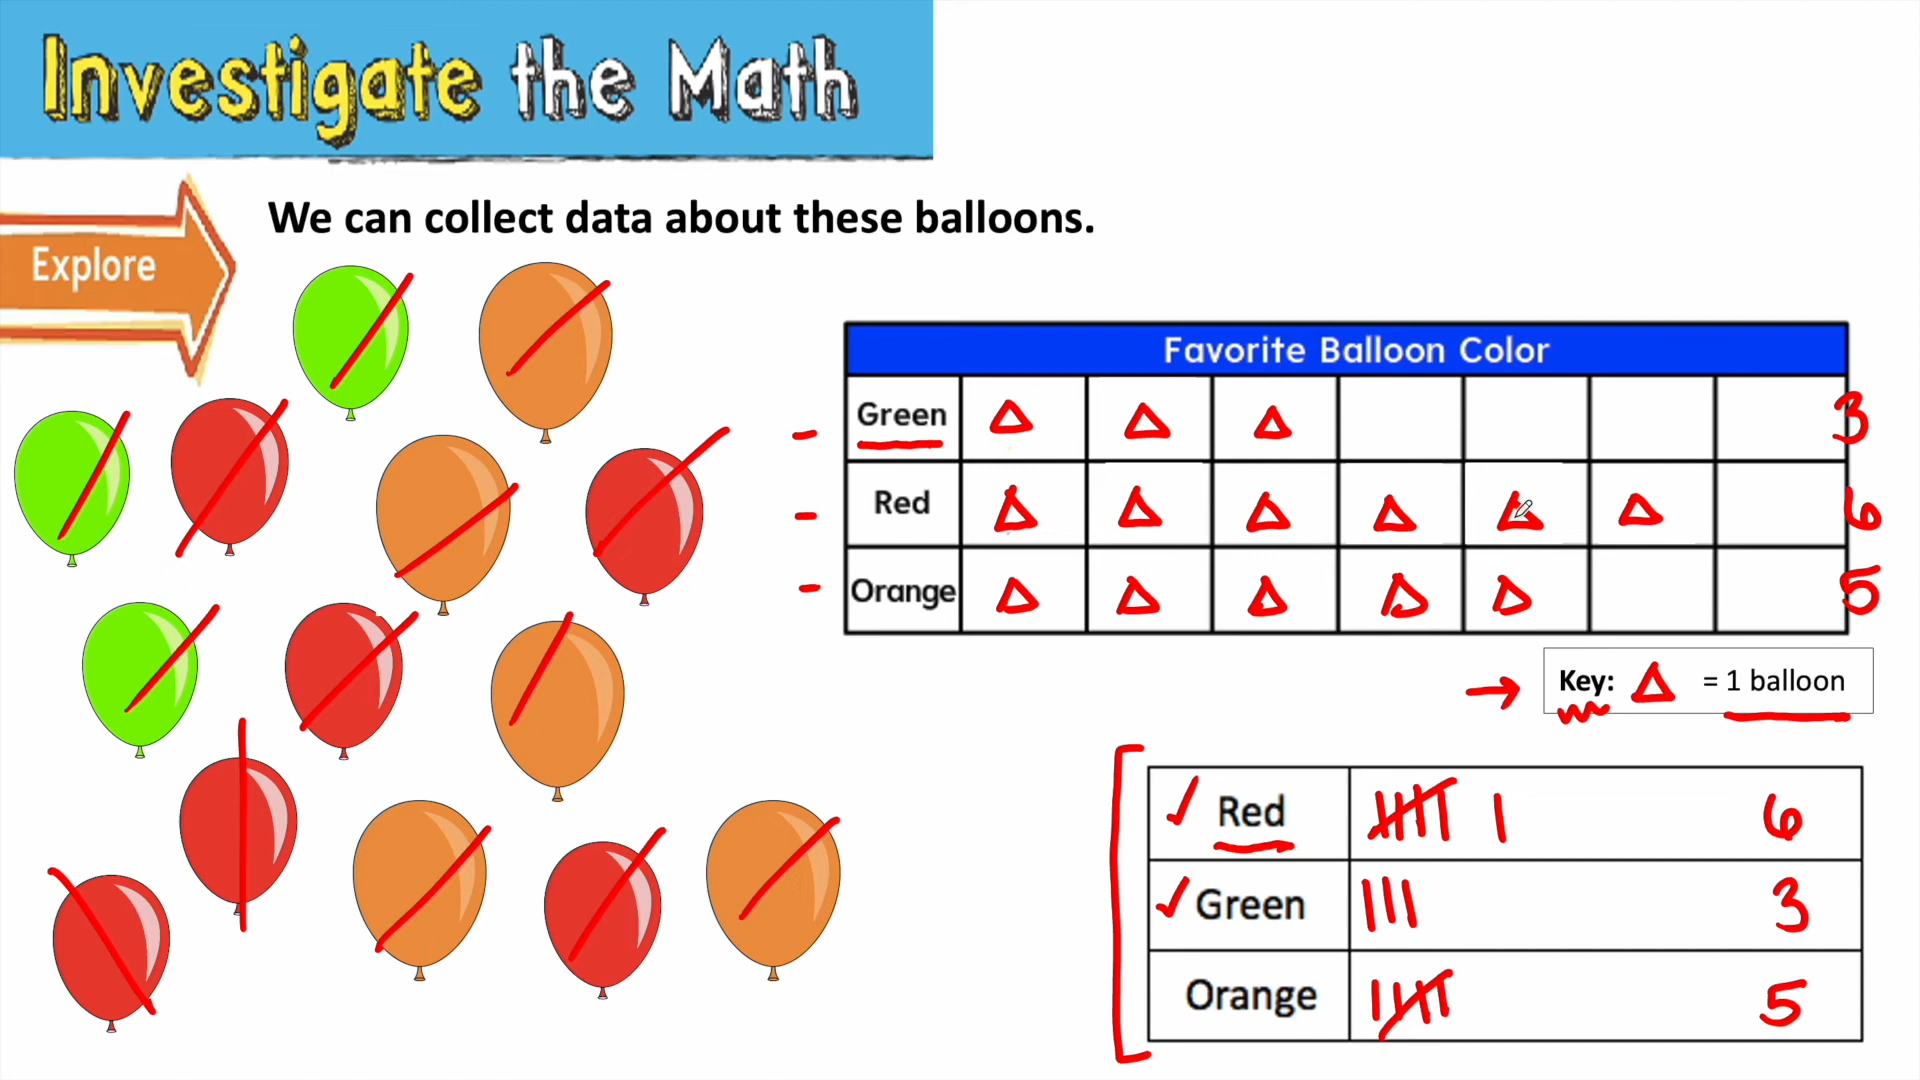 Investigate the Math
Explore
We can collect data about these balloons.
Favorite Balloon Color
Green 3
Red 6
Orange 5
Key: = 1 balloon
Red 6
Green 3
Orange 5